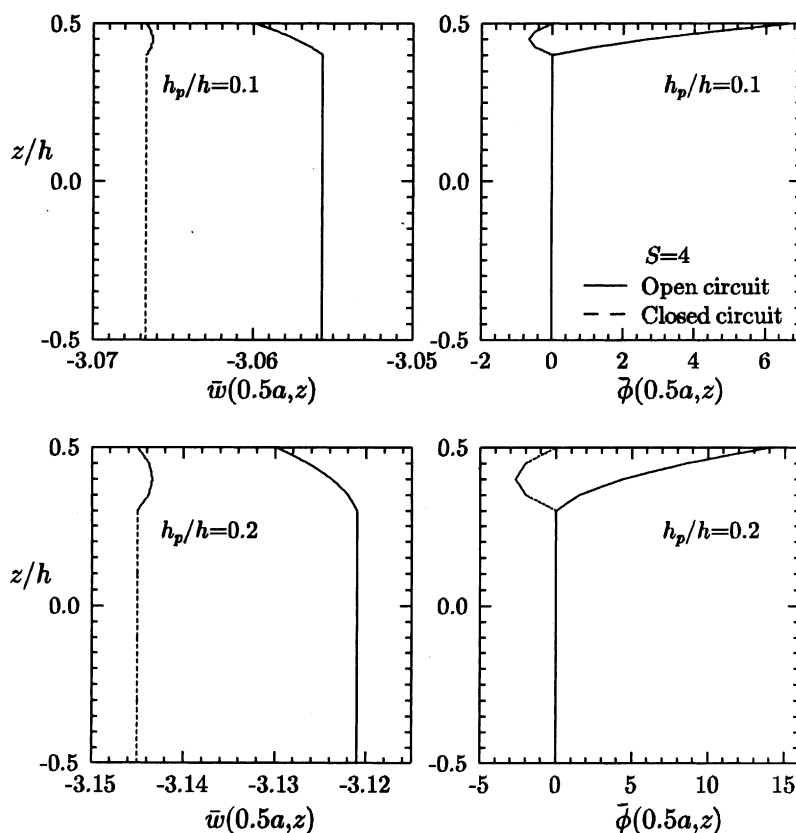 0.5 0.5
h_p/h=0.1 h_p/h=0.1
z/h
0.0 0.0
S=4
Open circuit
Closed circuit
-0.5 -0.5
-3.07 -3.06 -3.05 -2 0 2 4 6
w̄(0.5a,z) ϕ̄(0.5a,z)
0.5 0.5
h_p/h=0.2 h_p/h=0.2
z/h
0.0 0.0
-0.5 -0.5
-3.15 -3.14 -3.13 -3.12 -5 0 5 10 15
w̄(0.5a,z) ϕ̄(0.5a,z)